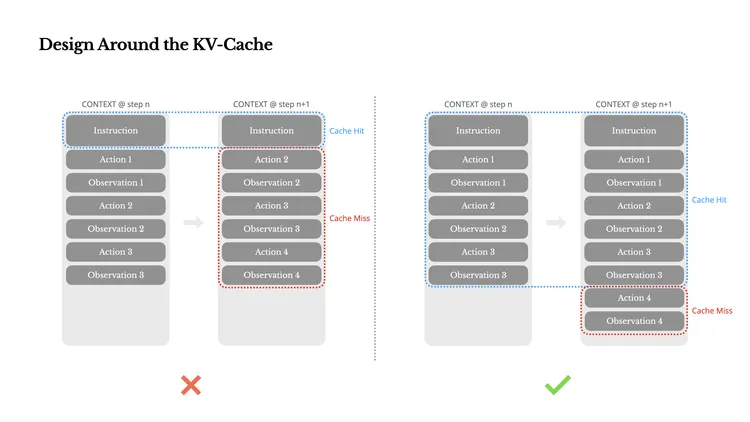 Design Around the KV-Cache
CONTEXT @ step n
Instruction
Action 1
Observation 1
Action 2
Observation 2
Action 3
Observation 3
CONTEXT @ step n+1
Instruction
Cache Hit
Action 2
Observation 2
Action 3
Observation 3
Action 4
Observation 4
Cache Miss
CONTEXT @ step n
Instruction
Action 1
Observation 1
Action 2
Observation 2
Action 3
Observation 3
CONTEXT @ step n+1
Instruction
Action 1
Observation 1
Action 2
Observation 2
Action 3
Observation 3
Cache Hit
Action 4
Observation 4
Cache Miss